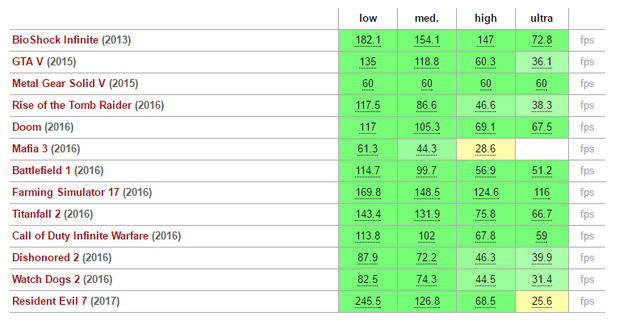 low med. high ultra
BioShock Infinite (2013) 182.1 154.1 147 72.8 fps
GTA V (2015) 135 118.8 60.3 36.1 fps
Metal Gear Solid V (2015) 60 60 60 60 fps
Rise of the Tomb Raider (2016) 117.5 86.6 46.6 38.3 fps
Doom (2016) 117 105.3 69.1 67.5 fps
Mafia 3 (2016) 61.3 44.3 28.6 fps
Battlefield 1 (2016) 114.7 99.7 56.9 51.2 fps
Farming Simulator 17 (2016) 169.8 148.5 124.6 116 fps
Titanfall 2 (2016) 143.4 131.9 75.8 66.7 fps
Call of Duty Infinite Warfare (2016) 113.8 102 67.8 59 fps
Dishonored 2 (2016) 87.9 72.2 46.3 39.9 fps
Watch Dogs 2 (2016) 82.5 74.3 44.5 31.4 fps
Resident Evil 7 (2017) 245.5 126.8 68.5 25.6 fps